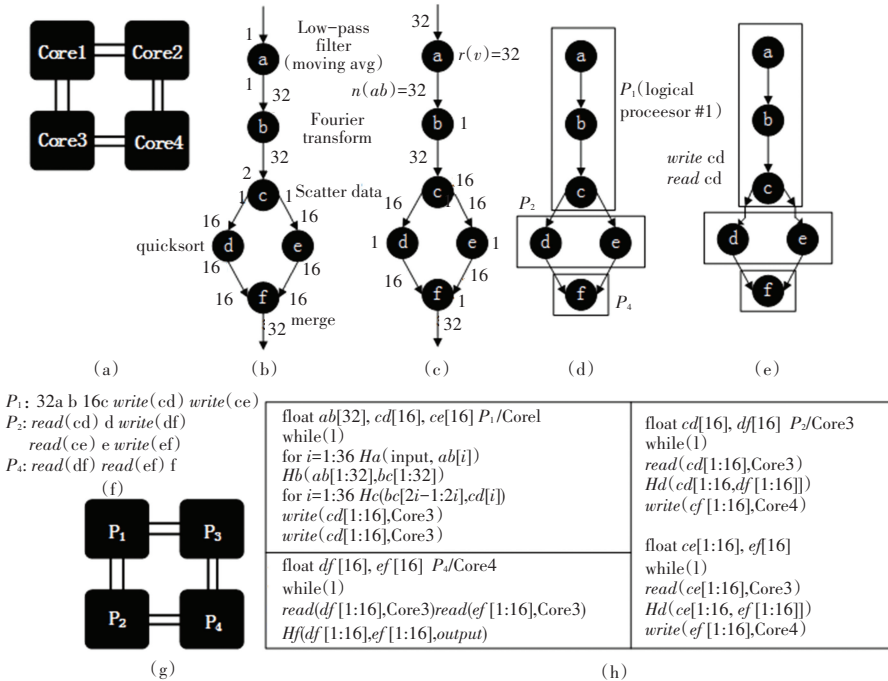 Core1
Core2
Core3
Core4
(a)
1
Low-pass
filter
(moving avg)
a
1
32
b
Fourier
transform
32
2
c
1
1
Scatter data
16
16
quicksort
d
e
16
16
16
f
16
merge
32
(b)
32
a
r(v)=32
n(ab)=32
b
1
32
c
16
1
16
16
1
d
e
1
16
16
f
1
32
(c)
a
b
c
P₁(logical
proceesor #1)
P₂
d
e
f
P₄
(d)
a
b
write cd
read cd
c
d
e
f
(e)
P₁: 32a b 16c write(cd) write(ce)
P₂: read(cd) d write(df)
read(ce) e write(ef)
P₄: read(df) read(ef) f
(f)
P₁
P₃
P₂
P₄
(g)
float ab[32], cd[16], ce[16] P₁/Corel
while(l)
for i=1:36 Ha(input, ab[i])
Hb(ab[1:32],bc[1:32])
for i=1:36 Hc(bc[2i-1:2i],cd[i])
write(cd[1:16],Core3)
write(cd[1:16],Core3)
float df[16], ef[16] P₄/Core4
while(l)
read(df[1:16],Core3)read(ef[1:16],Core3)
Hf(df[1:16],ef[1:16],output)
float cd[16], df[16] P₂/Core3
while(l)
read(cd[1:16],Core3)
Hd(cd[1:16,df[1:16]])
write(cf[1:16],Core4)
float ce[1:16], ef[16]
while(l)
read(ce[1:16],Core3)
Hd(ce[1:16, ef[1:16]])
write(ef[1:16],Core4)
(h)